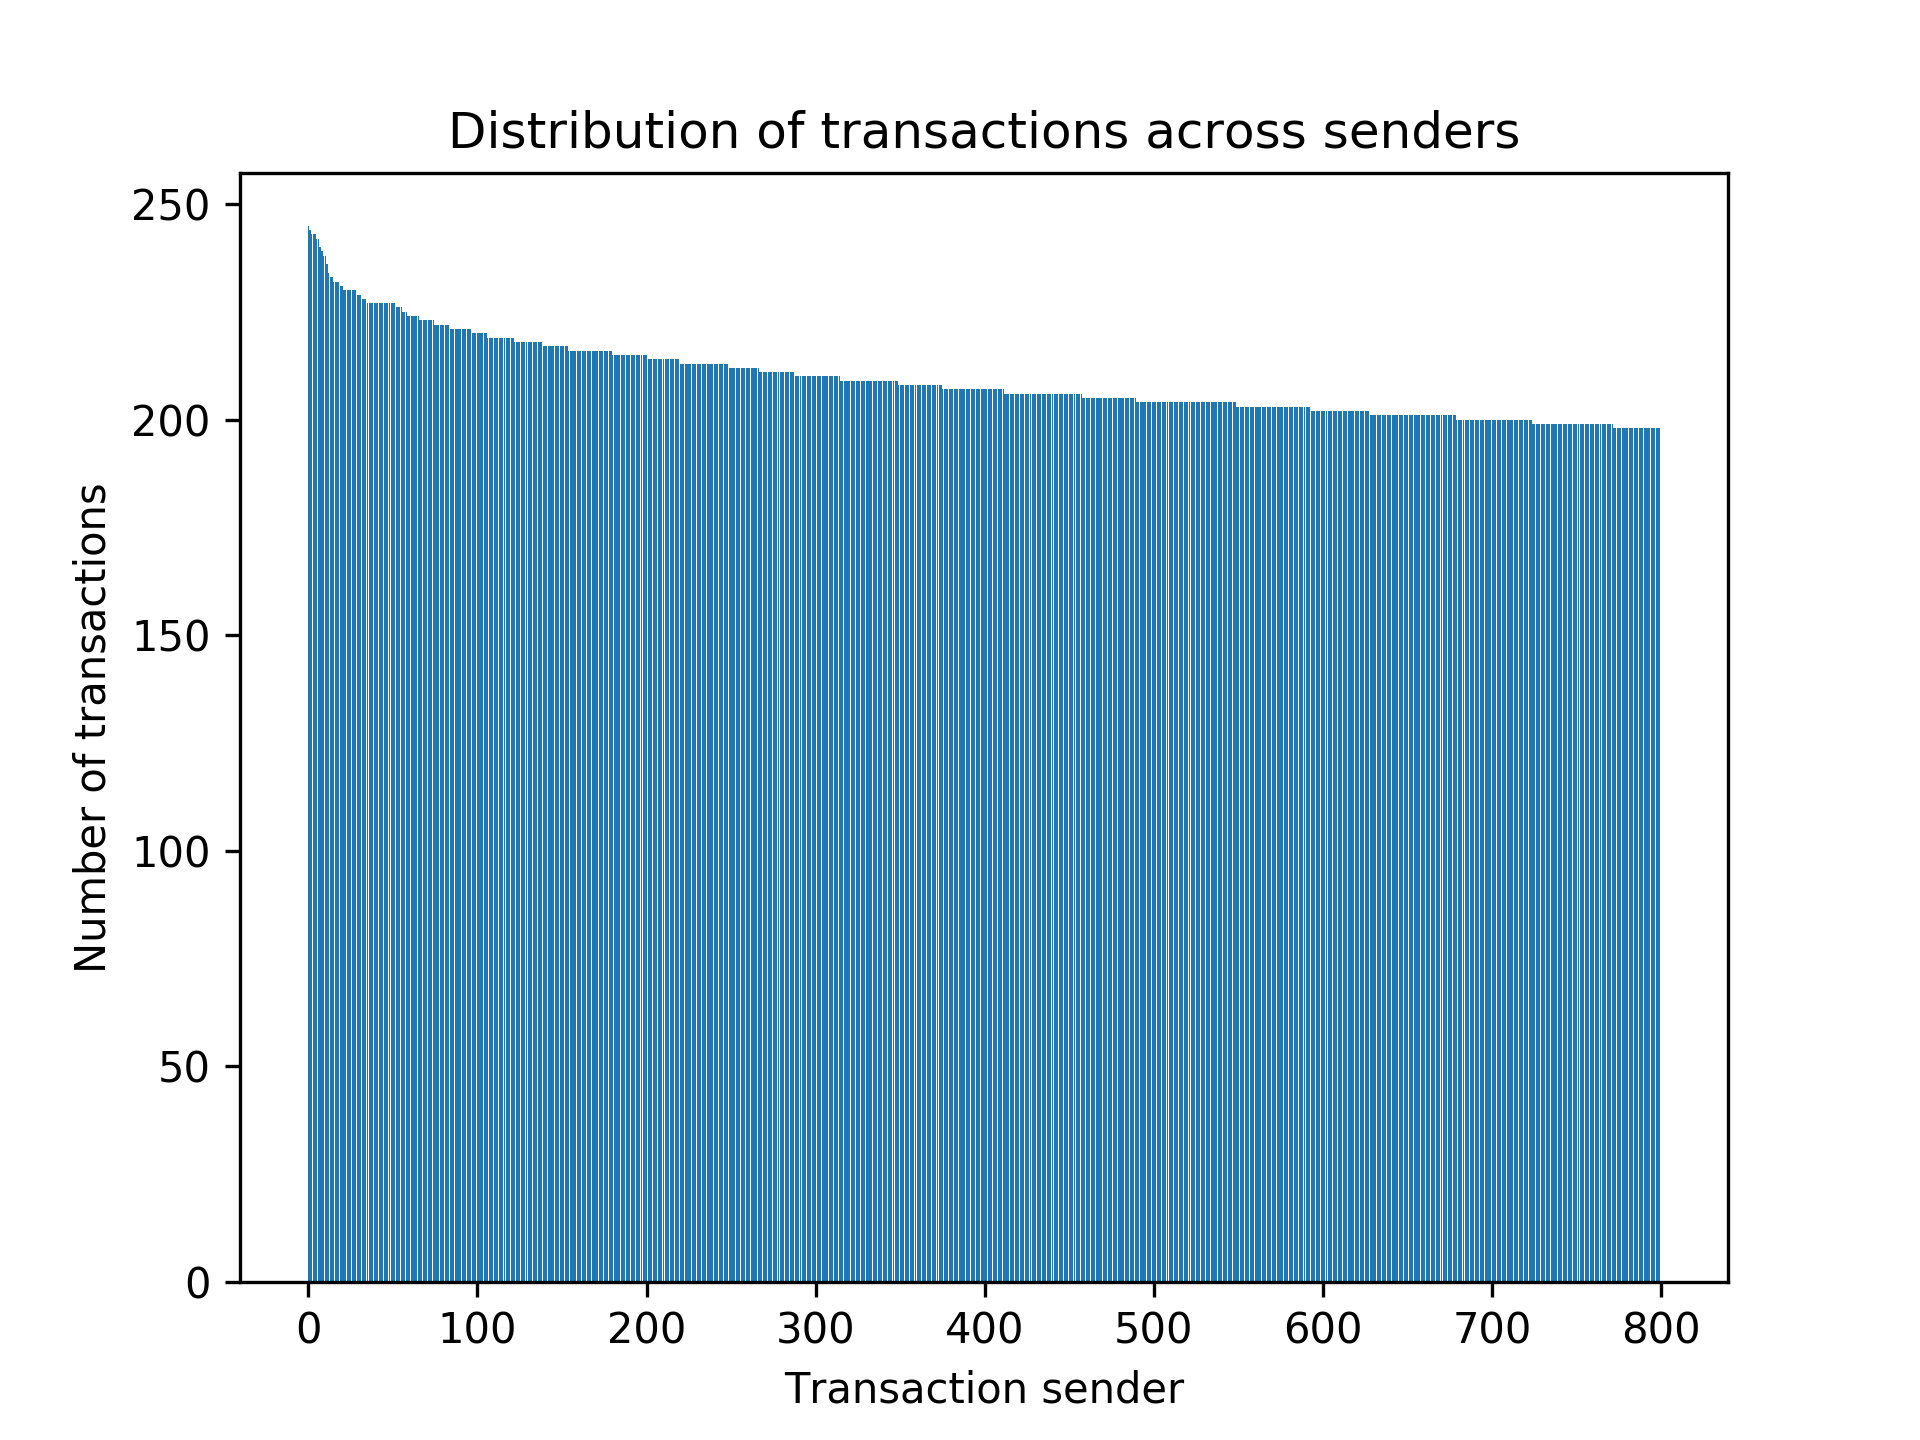 Distribution of transactions across senders
250
200
150
100
50
0
Number of transactions
0 100 200 300 400 500 600 700 800
Transaction sender